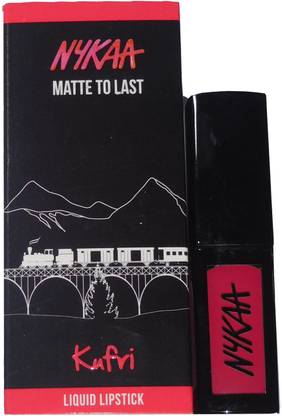 NYKAA
MATTE TO LAST
Kufri
LIQUID LIPSTICK
NYKAA